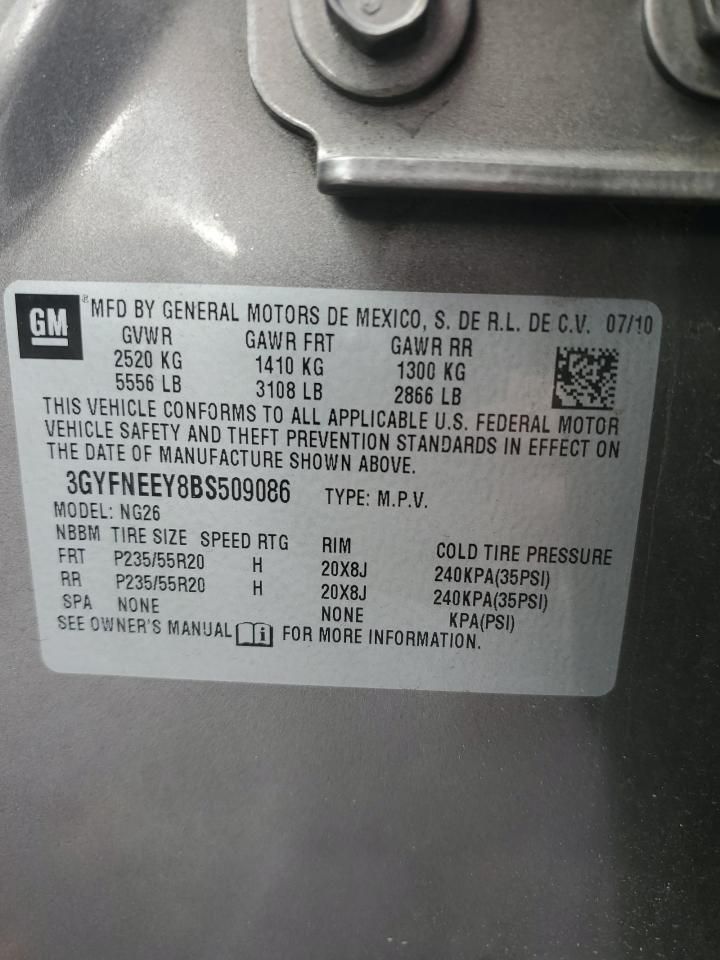 GM ® MFD BY GENERAL MOTORS DE MEXICO, S. DE R.L. DE C.V. 07/10
GVWR GAWR FRT GAWR RR
2520 KG 1410 KG 1300 KG
5556 LB 3108 LB 2866 LB
THIS VEHICLE CONFORMS TO ALL APPLICABLE U.S. FEDERAL MOTOR
VEHICLE SAFETY AND THEFT PREVENTION STANDARDS IN EFFECT ON
THE DATE OF MANUFACTURE SHOWN ABOVE.
3GYFNEEY8BS509086 TYPE: M.P.V.
MODEL: NG26
NBBM TIRE SIZE SPEED RTG RIM COLD TIRE PRESSURE
FRT P235/55R20 H 20X8J 240KPA(35PSI)
RR P235/55R20 H 20X8J 240KPA(35PSI)
SPA NONE NONE KPA(PSI)
SEE OWNER'S MANUAL i FOR MORE INFORMATION.